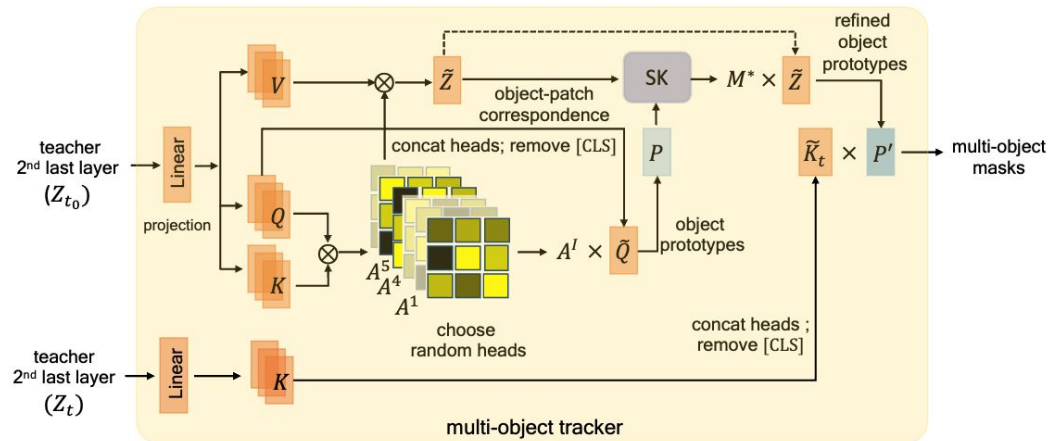 refined
object
prototypes
V
Z̃
SK
M* × Z̃
object-patch
correspondence
teacher
2nd last layer
(Z_{t_0})
Linear
projection
concat heads; remove [CLS]
P
K̃_t × P′
multi-object
masks
Q
K
A^5
A^4
A^1
A^I × Q̃
object
prototypes
choose
random heads
concat heads ;
remove [CLS]
teacher
2nd last layer
(Z_t)
Linear
K
multi-object tracker